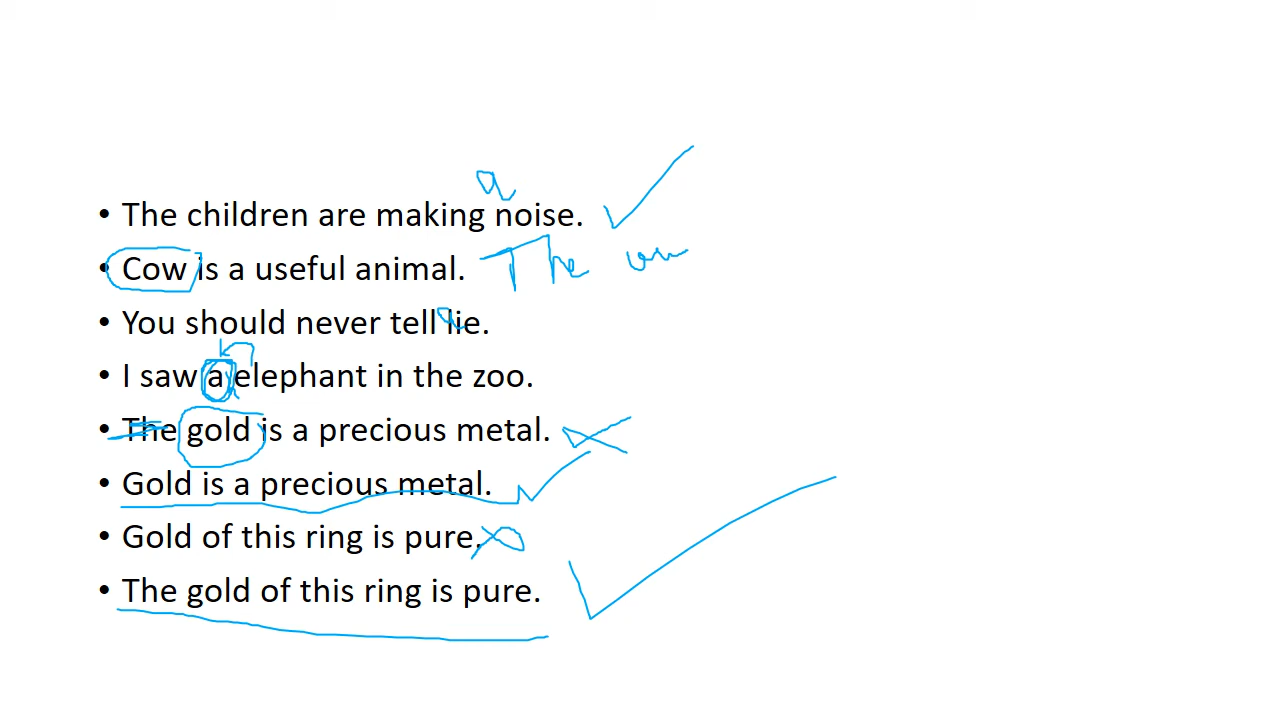 a
• The children are making noise.
• Cow is a useful animal. The cow
• You should never tell a lie.
• I saw a elephant in the zoo.
• The gold is a precious metal.
• Gold is a precious metal.
• Gold of this ring is pure.
• The gold of this ring is pure.